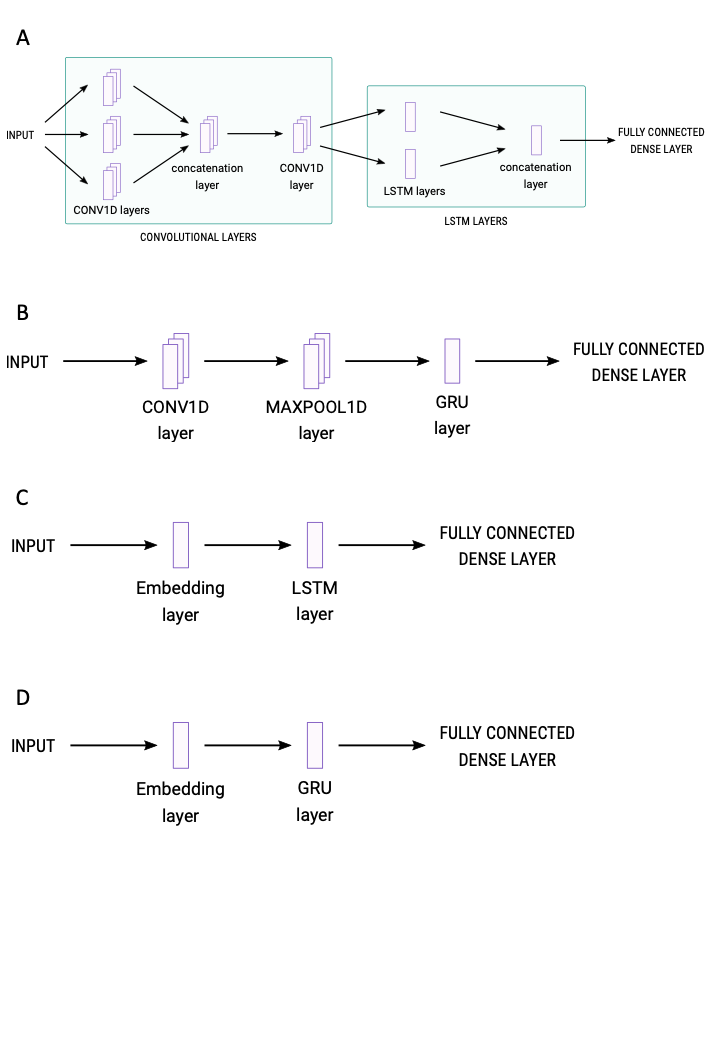 A
INPUT
CONV1D layers
concatenation
layer
CONV1D
layer
CONVOLUTIONAL LAYERS
LSTM layers
concatenation
layer
LSTM LAYERS
FULLY CONNECTED
DENSE LAYER
B
INPUT
CONV1D
layer
MAXPOOL1D
layer
GRU
layer
FULLY CONNECTED
DENSE LAYER
C
INPUT
Embedding
layer
LSTM
layer
FULLY CONNECTED
DENSE LAYER
D
INPUT
Embedding
layer
GRU
layer
FULLY CONNECTED
DENSE LAYER